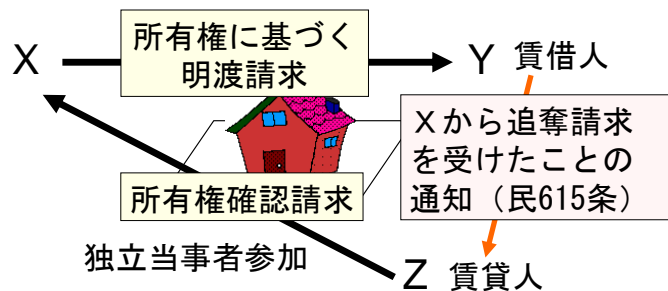 所有権に基づく
明渡請求
X
Y 賃借人
Xから追奪請求
を受けたことの
通知(民615条)
所有権確認請求
独立当事者参加
Z 賃貸人